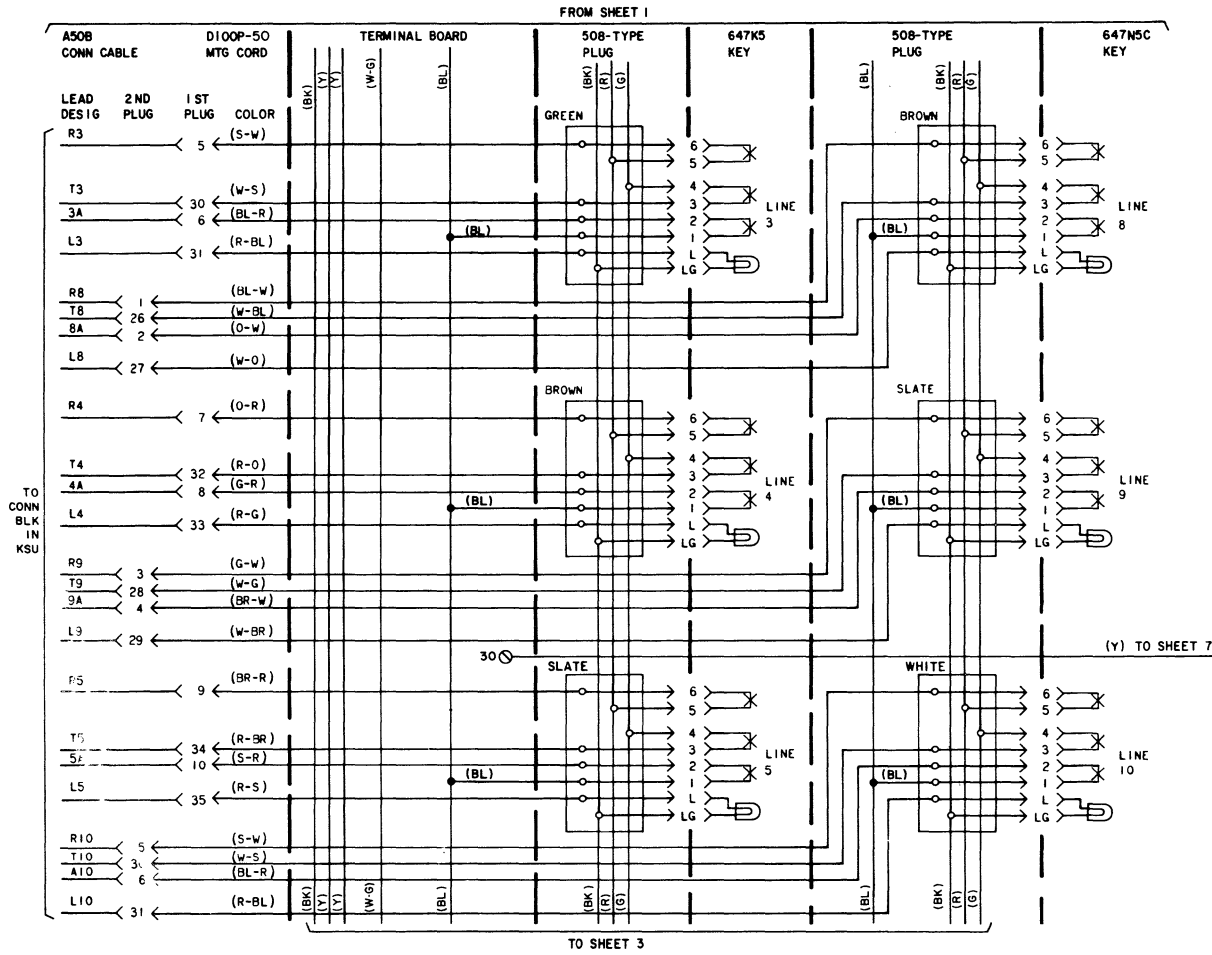 FROM SHEET 1
A50B CONN CABLE
D100P-50 MTG CORD
TERMINAL BOARD
508-TYPE PLUG
647K5 KEY
508-TYPE PLUG
647N5C KEY
LEAD DESIG
2ND PLUG
1ST PLUG
COLOR
(BK) (Y) (Y) (W-G) (BL) (BK) (R) (G) (BL) (BK) (R) (G)
TO CONN BLK IN KSU
R3 5 (S-W)
T3 30 (W-S)
3A 6 (BL-R)
L3 31 (R-BL)
(BL)
GREEN
6
5
4
3
2
1
L
LG
LINE 3
BROWN
(BL)
6
5
4
3
2
1
L
LG
LINE 8
R8 1 (BL-W)
T8 26 (W-BL)
8A 2 (O-W)
L8 27 (W-O)
R4 7 (O-R)
T4 32 (R-O)
4A 8 (G-R)
L4 33 (R-G)
(BL)
BROWN
6
5
4
3
2
1
L
LG
LINE 4
SLATE
(BL)
6
5
4
3
2
1
L
LG
LINE 9
R9 3 (G-W)
T9 28 (W-G)
9A 4 (BR-W)
L9 29 (W-BR)
30
(Y) TO SHEET 7
9 (BR-R)
T5 34 (R-BR)
10 (S-R)
L5 35 (R-S)
(BL)
SLATE
6
5
4
3
2
1
L
LG
LINE 5
WHITE
(BL)
6
5
4
3
2
1
L
LG
LINE 10
R10 5 (S-W)
T10 (W-S)
A10 6 (BL-R)
L10 31 (R-BL)
(BK) (Y) (Y) (W-G) (BL) (BK) (R) (G) (BL) (BK) (R) (G)
TO SHEET 3